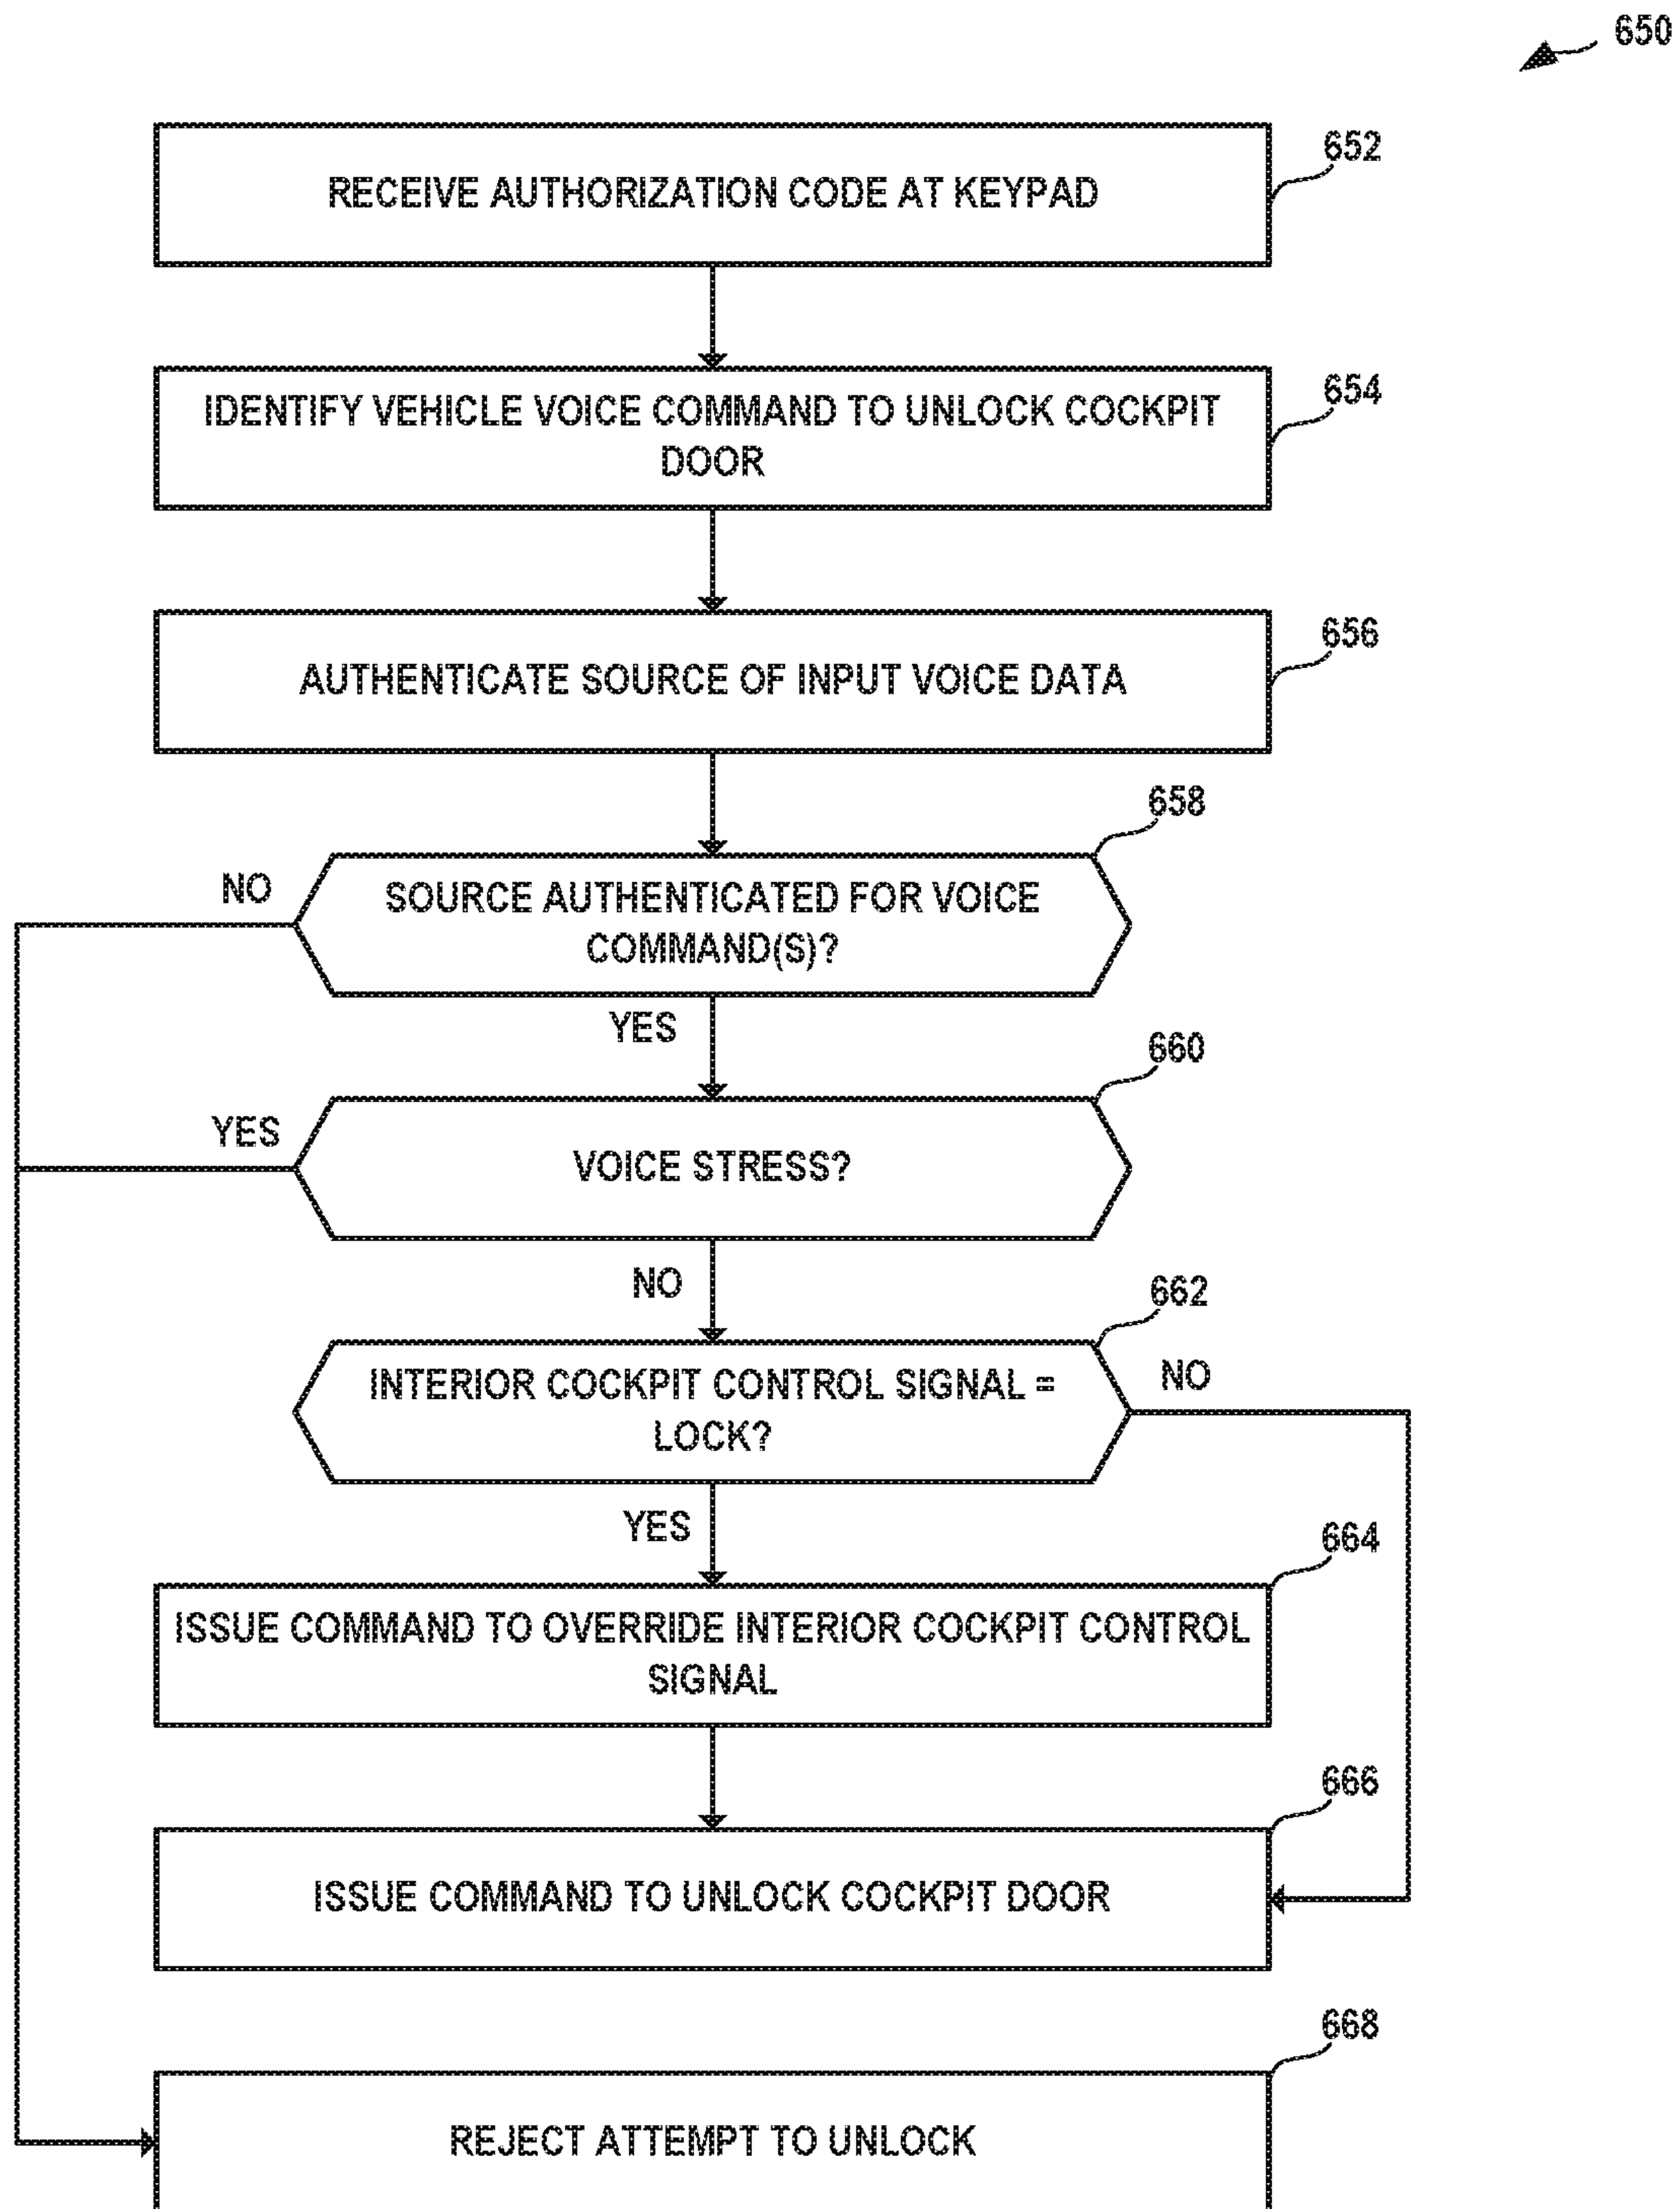 650
652
RECEIVE AUTHORIZATION CODE AT KEYPAD
654
IDENTIFY VEHICLE VOICE COMMAND TO UNLOCK COCKPIT
DOOR
656
AUTHENTICATE SOURCE OF INPUT VOICE DATA
658
NO
SOURCE AUTHENTICATED FOR VOICE
COMMAND(S)?
YES
660
YES
VOICE STRESS?
NO
662
INTERIOR COCKPIT CONTROL SIGNAL =
LOCK?
NO
YES
664
ISSUE COMMAND TO OVERRIDE INTERIOR COCKPIT CONTROL
SIGNAL
666
ISSUE COMMAND TO UNLOCK COCKPIT DOOR
668
REJECT ATTEMPT TO UNLOCK